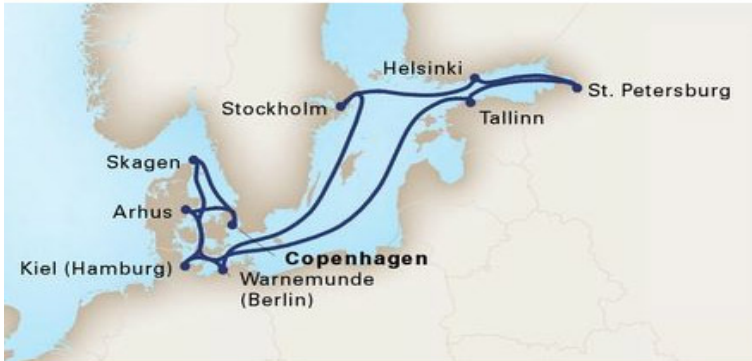 Helsinki
St. Petersburg
Stockholm
Tallinn
Skagen
Arhus
Copenhagen
Kiel (Hamburg)
Warnemunde
(Berlin)